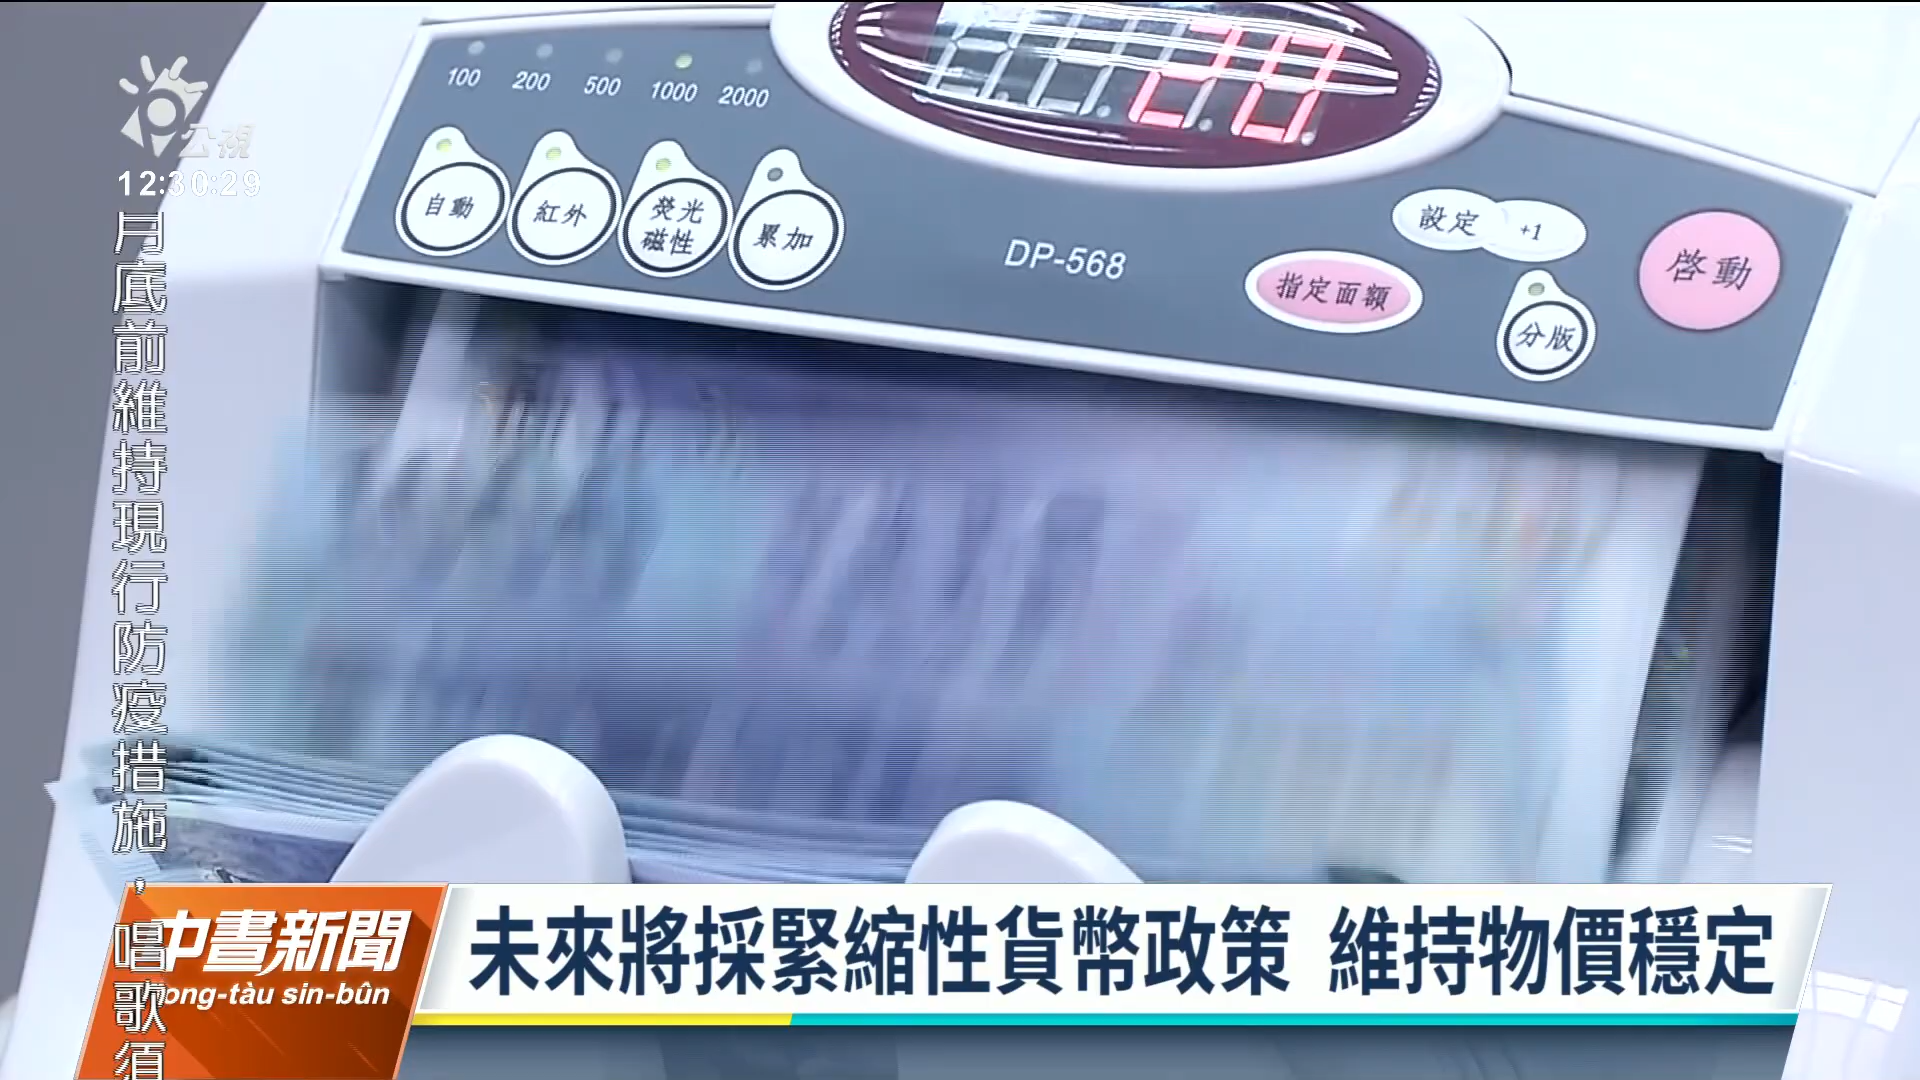 公視
12:30:29
月底前維持現行防疫措施，唱歌須
100 200 500 1000 2000
20
自動
紅外
熒光
磁性
累加
DP-568
設定
+1
指定面額
分版
啓動
中晝新聞
iong-tàu sin-bûn
未來將採緊縮性貨幣政策 維持物價穩定